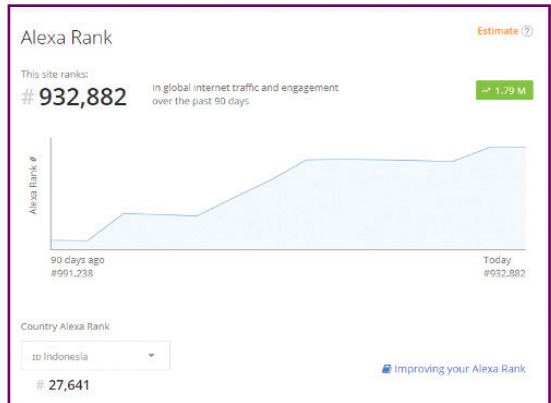 Alexa Rank
Estimate ?
This site ranks:
# 932,882
In global internet traffic and engagement
over the past 90 days
1.79 M
Alexa Rank #
90 days ago
#991,238
Today
#932,882
Country Alexa Rank
ID Indonesia
Improving your Alexa Rank
# 27,641